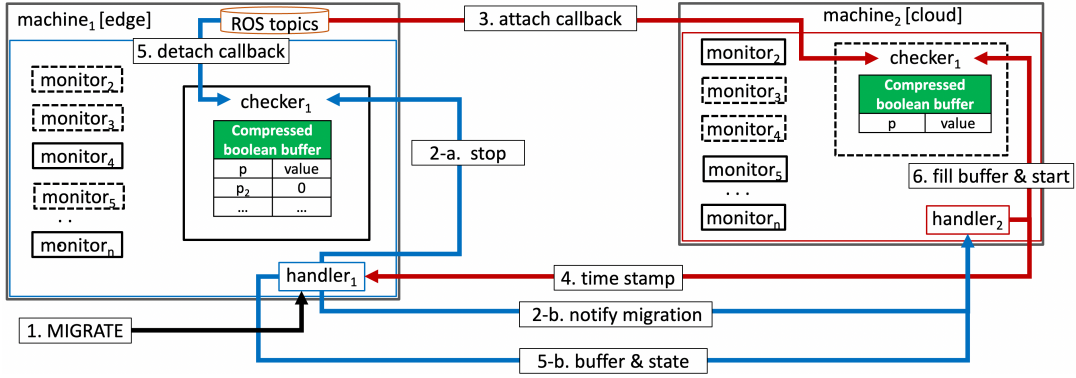 machine1 [edge]
ROS topics
3. attach callback
machine2 [cloud]
5. detach callback
monitor2
monitor3
monitor4
monitor5
. .
monitorn
checker1
Compressed
boolean buffer
p value
p2 0
... ...
2-a. stop
monitor2
monitor3
monitor4
monitor5
. . .
monitorn
checker1
Compressed
boolean buffer
p value
6. fill buffer & start
handler2
handler1
4. time stamp
2-b. notify migration
1. MIGRATE
5-b. buffer & state